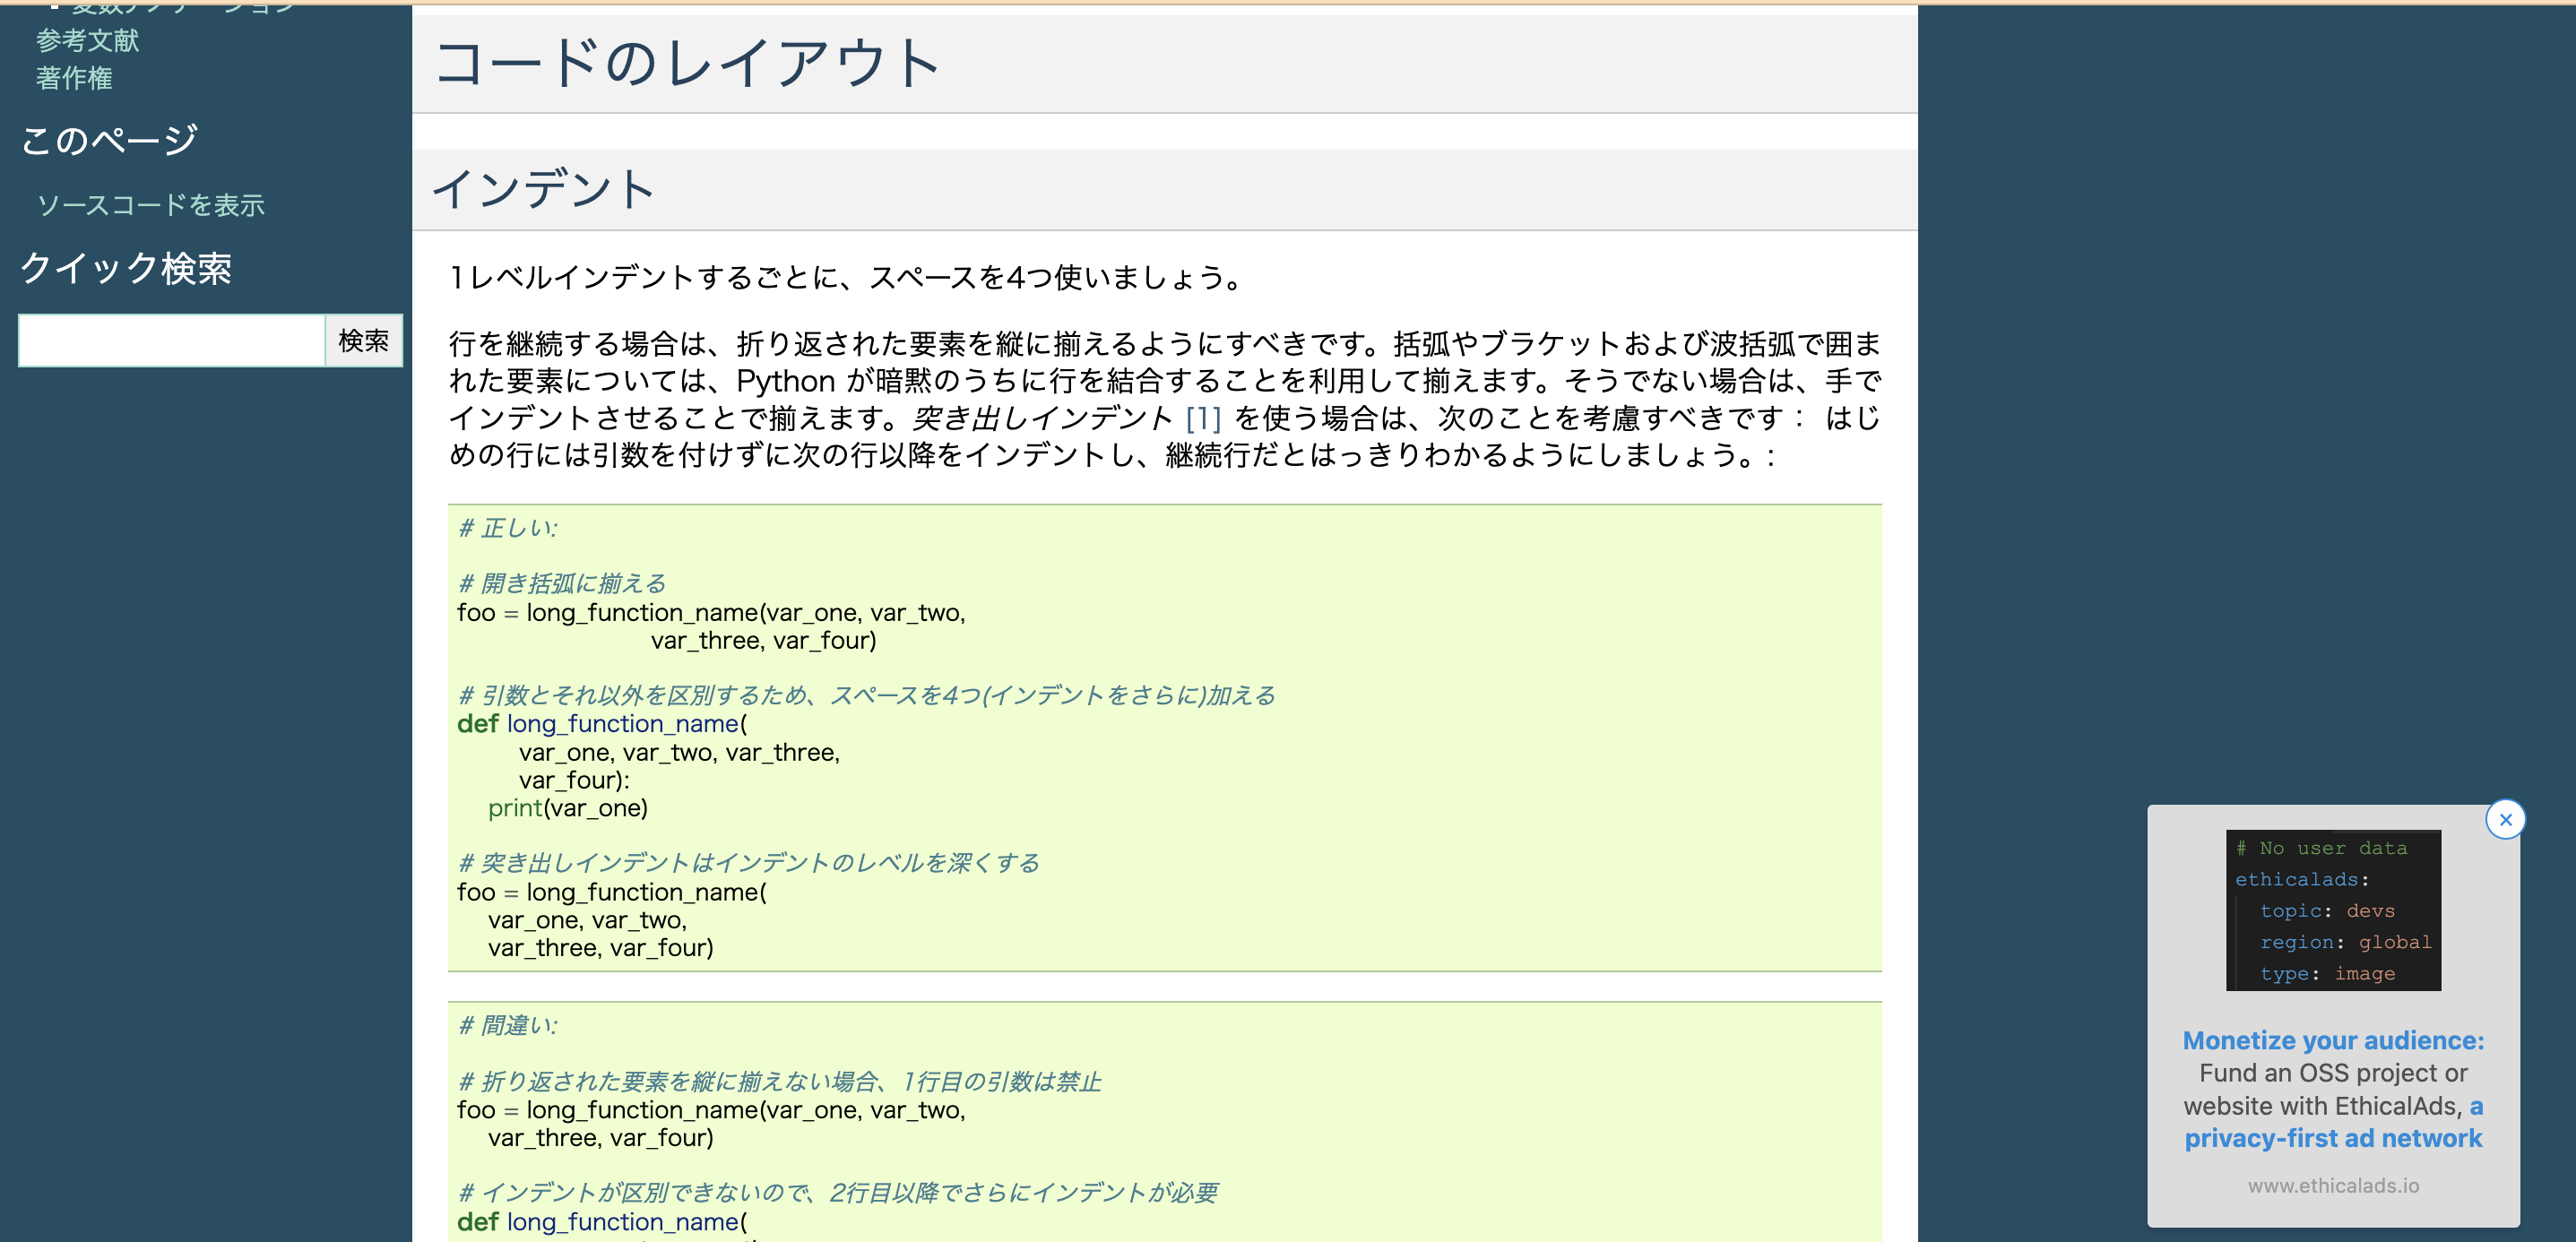 変数アノテーション
参考文献
著作権
このページ
ソースコードを表示
クイック検索
検索
コードのレイアウト
インデント
1レベルインデントするごとに、スペースを4つ使いましょう。
行を継続する場合は、折り返された要素を縦に揃えるようにすべきです。括弧やブラケットおよび波括弧で囲ま
れた要素については、Python が暗黙のうちに行を結合することを利用して揃えます。そうでない場合は、手で
インデントさせることで揃えます。突き出しインデント [1] を使う場合は、次のことを考慮すべきです： はじ
めの行には引数を付けずに次の行以降をインデントし、継続行だとはっきりわかるようにしましょう。:
# 正しい:
# 開き括弧に揃える
foo = long_function_name(var_one, var_two,
var_three, var_four)
# 引数とそれ以外を区別するため、スペースを4つ(インデントをさらに)加える
def long_function_name(
var_one, var_two, var_three,
var_four):
print(var_one)
# 突き出しインデントはインデントのレベルを深くする
foo = long_function_name(
var_one, var_two,
var_three, var_four)
# 間違い:
# 折り返された要素を縦に揃えない場合、1行目の引数は禁止
foo = long_function_name(var_one, var_two,
var_three, var_four)
# インデントが区別できないので、2行目以降でさらにインデントが必要
def long_function_name(
# No user data
ethicalads:
topic: devs
region: global
type: image
Monetize your audience:
Fund an OSS project or
website with EthicalAds, a
privacy-first ad network
www.ethicalads.io